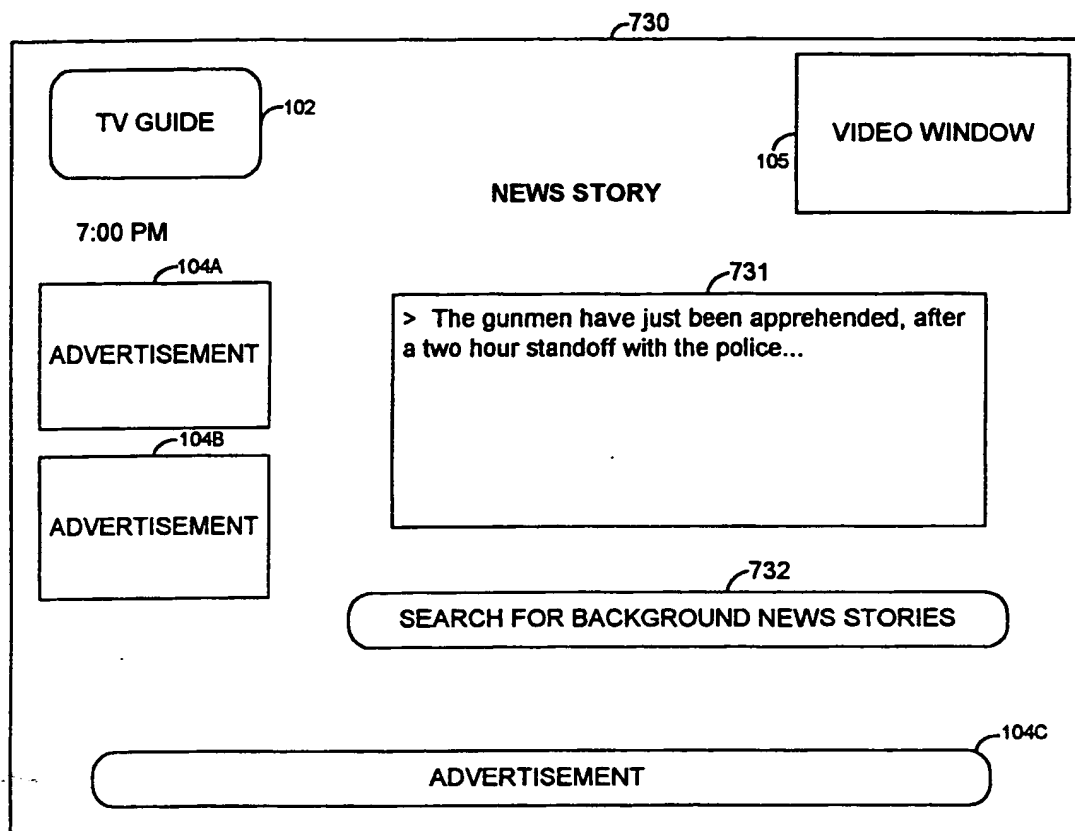 730
TV GUIDE
102
VIDEO WINDOW
105
NEWS STORY
7:00 PM
104A
ADVERTISEMENT
731
> The gunmen have just been apprehended, after
a two hour standoff with the police...
104B
ADVERTISEMENT
732
SEARCH FOR BACKGROUND NEWS STORIES
104C
ADVERTISEMENT